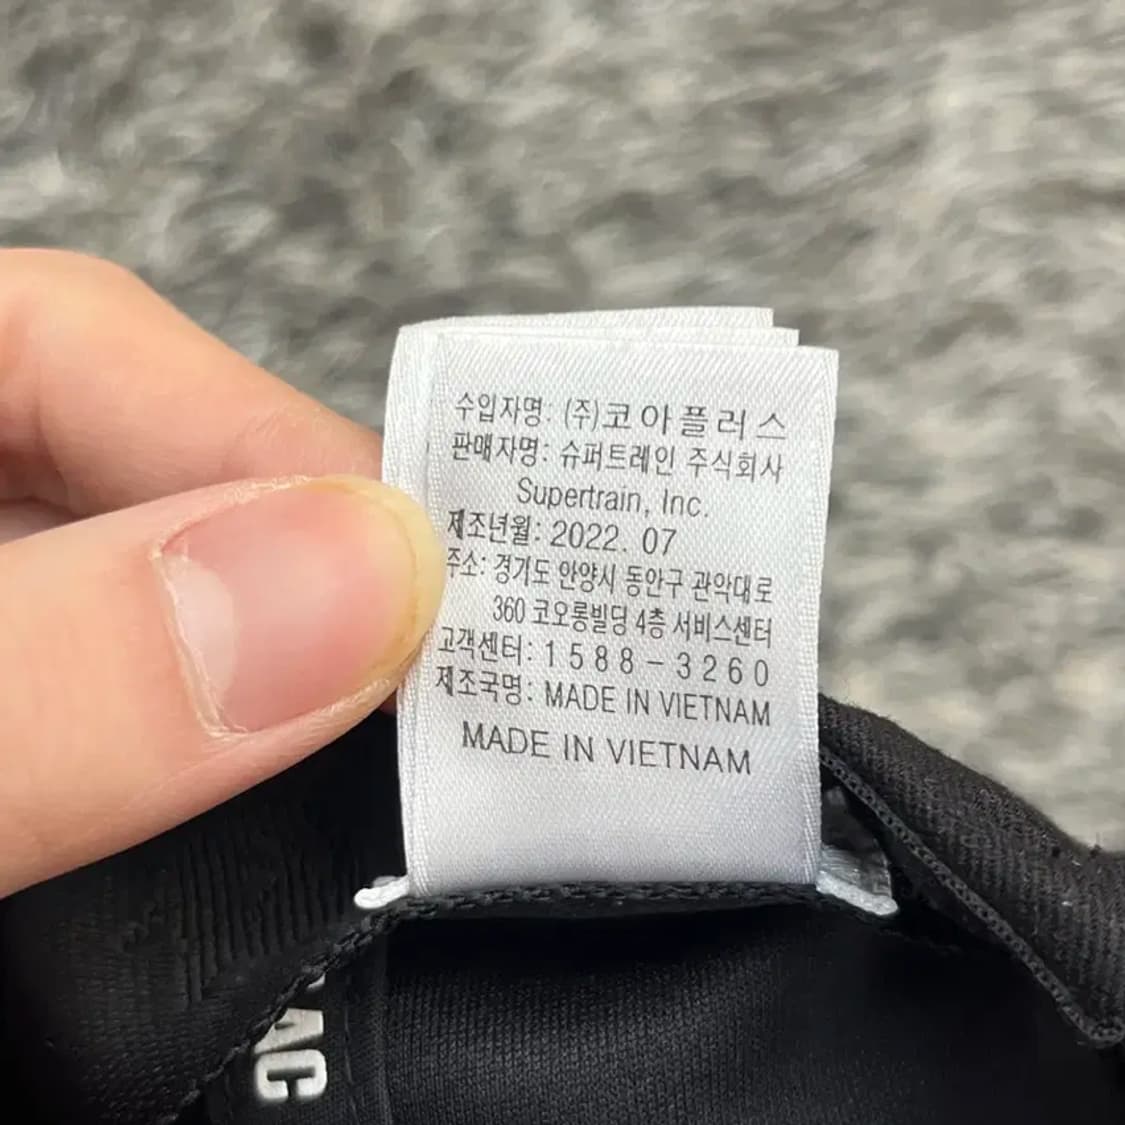 수입자명: (주)코아플러스
판매자명: 슈퍼트레인 주식회사
Supertrain, Inc.
제조년월: 2022. 07
주소: 경기도 안양시 동안구 관악대로
360 코오롱빌딩 4층 서비스센터
고객센터: 1588-3260
제조국명: MADE IN VIETNAM
MADE IN VIETNAM
AC